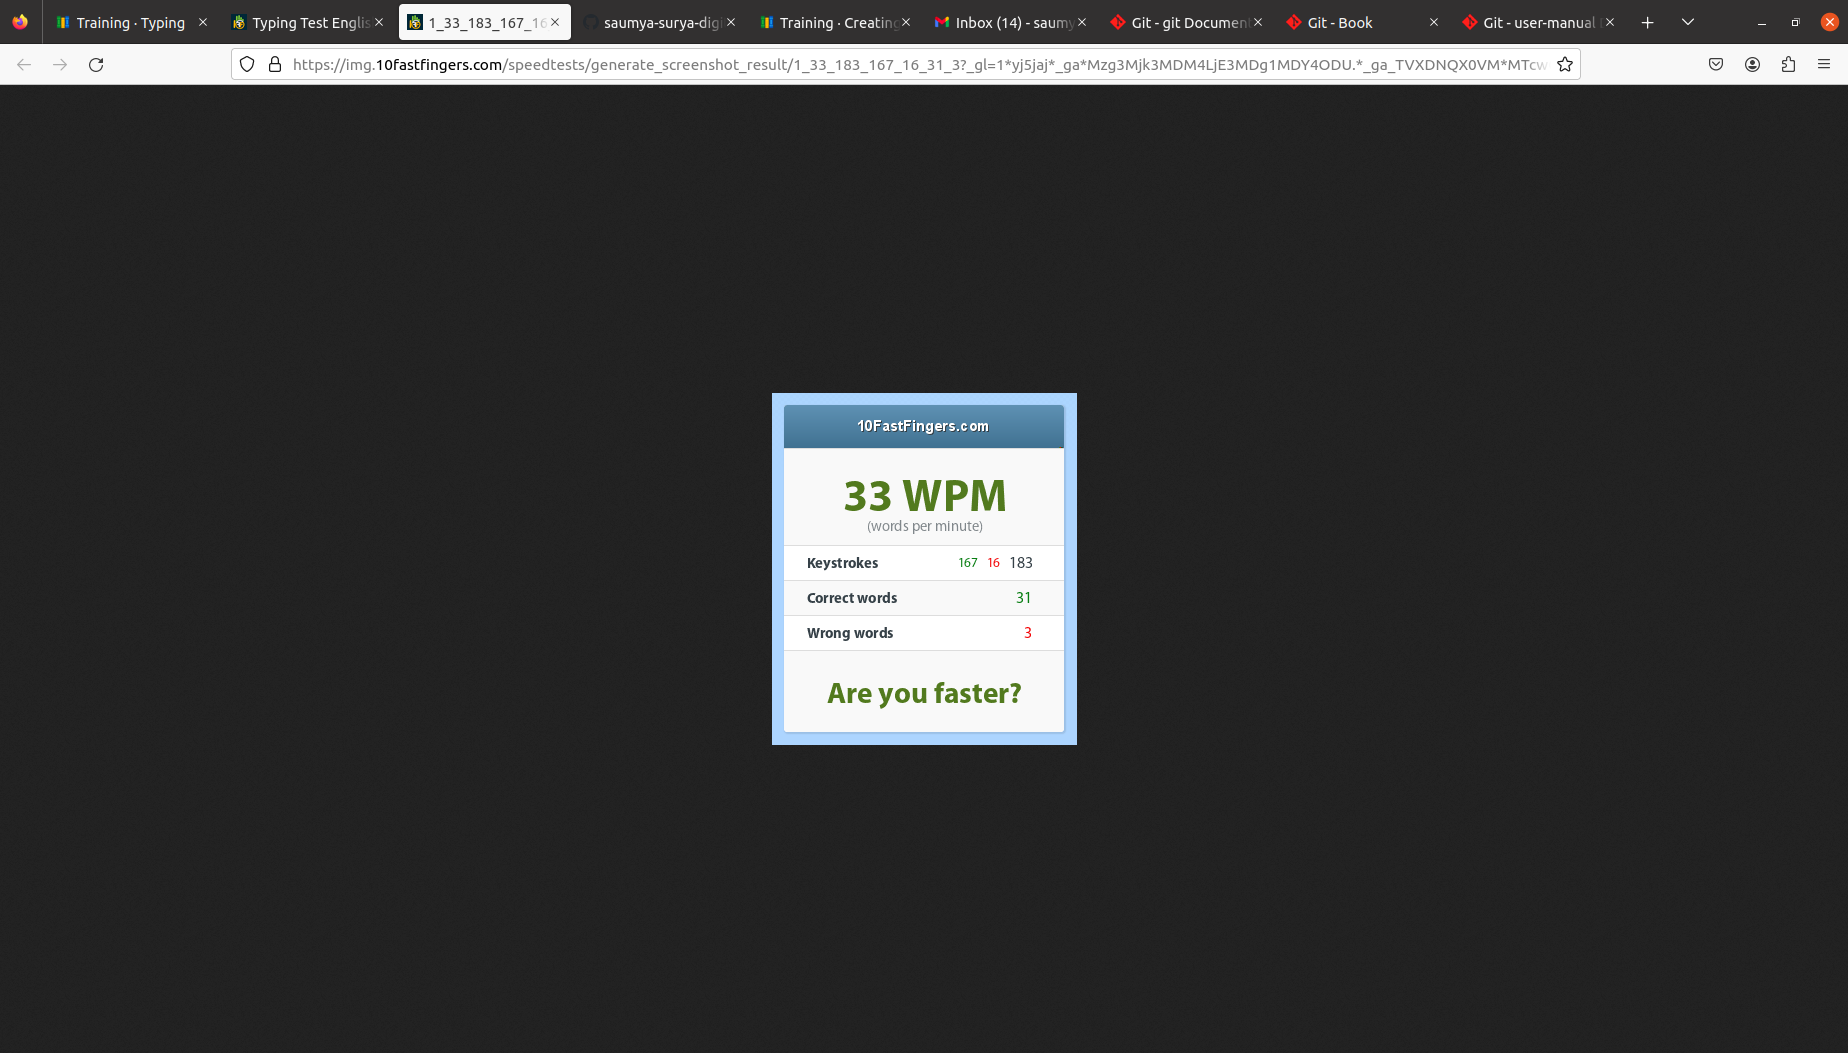 Training · Typing
Typing Test Englis
1_33_183_167_16
saumya-surya-digi
Training · Creating
Inbox (14) - saumy
Git - git Document
Git - Book
Git - user-manual
https://img.10fastfingers.com/speedtests/generate_screenshot_result/1_33_183_167_16_31_3?_gl=1*yj5jaj*_ga*Mzg3Mjk3MDM4LjE3MDg1MDY4ODU.*_ga_TVXDNQX0VM*MTcw
10FastFingers.com
33 WPM
(words per minute)
Keystrokes 167 16 183
Correct words 31
Wrong words 3
Are you faster?